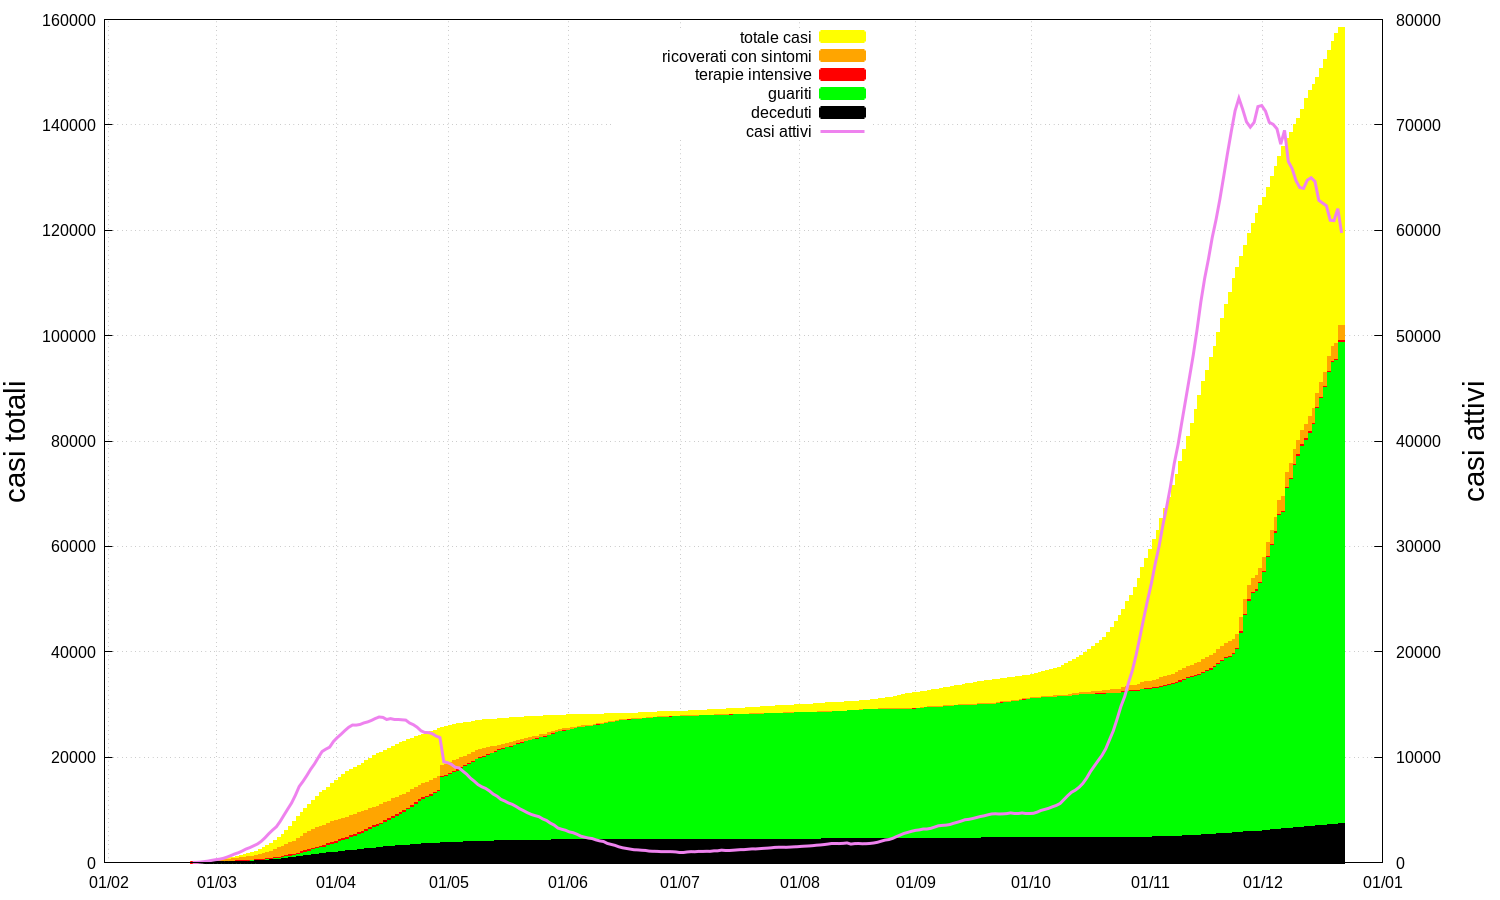 totale casi
ricoverati con sintomi
terapie intensive
guariti
deceduti
casi attivi
casi totali
160000
140000
120000
100000
80000
60000
40000
20000
0
80000
70000
60000
50000
40000
30000
20000
10000
0
casi attivi
01/02 01/03 01/04 01/05 01/06 01/07 01/08 01/09 01/10 01/11 01/12 01/01